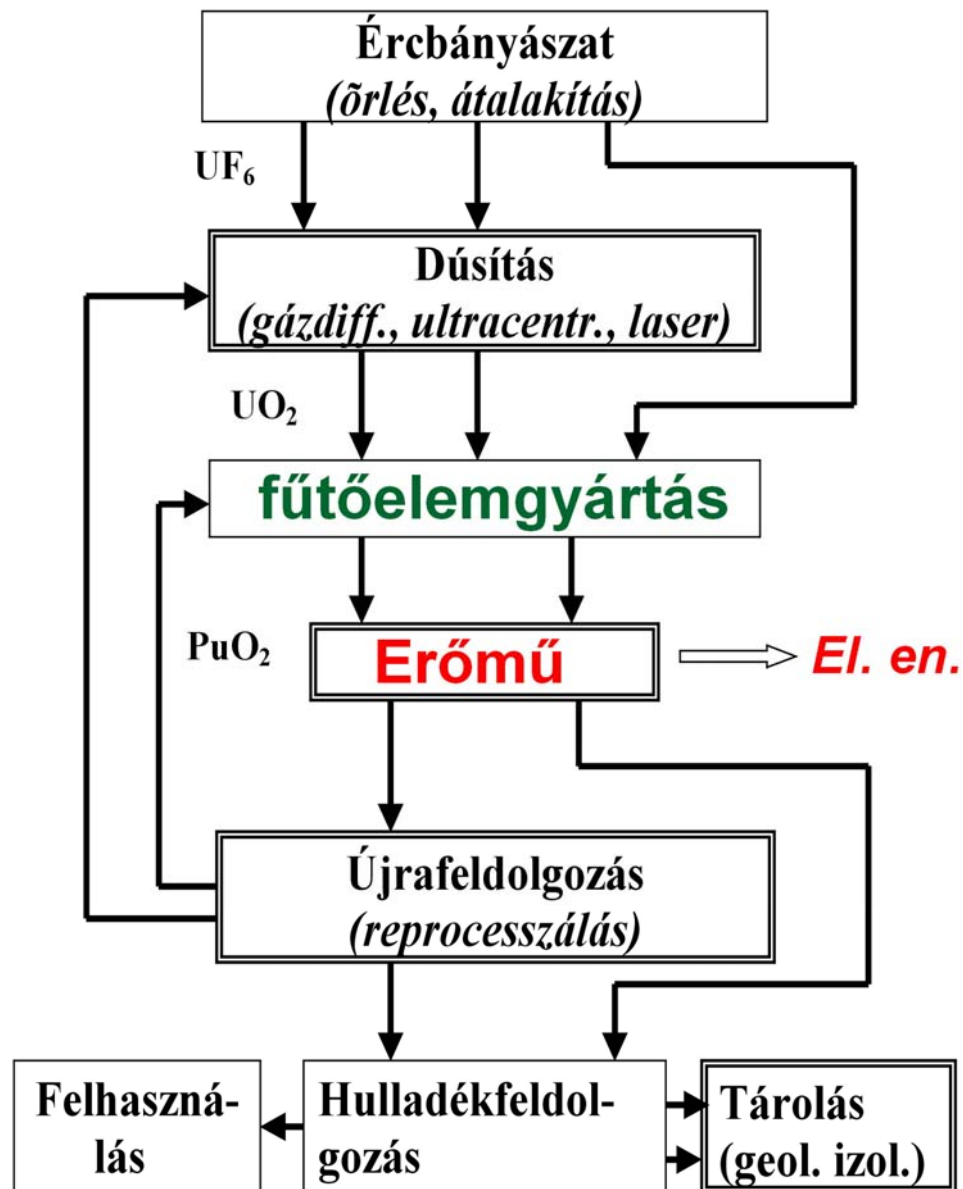 Ércbányászat
(õrlés, átalakítás)
UF₆
Dúsítás
(gázdiff., ultracentr., laser)
UO₂
fűtőelemgyártás
PuO₂
Erőmű
El. en.
Újrafeldolgozás
(reprocesszálás)
Felhaszná-
lás
Hulladékfeldol-
gozás
Tárolás
(geol. izol.)